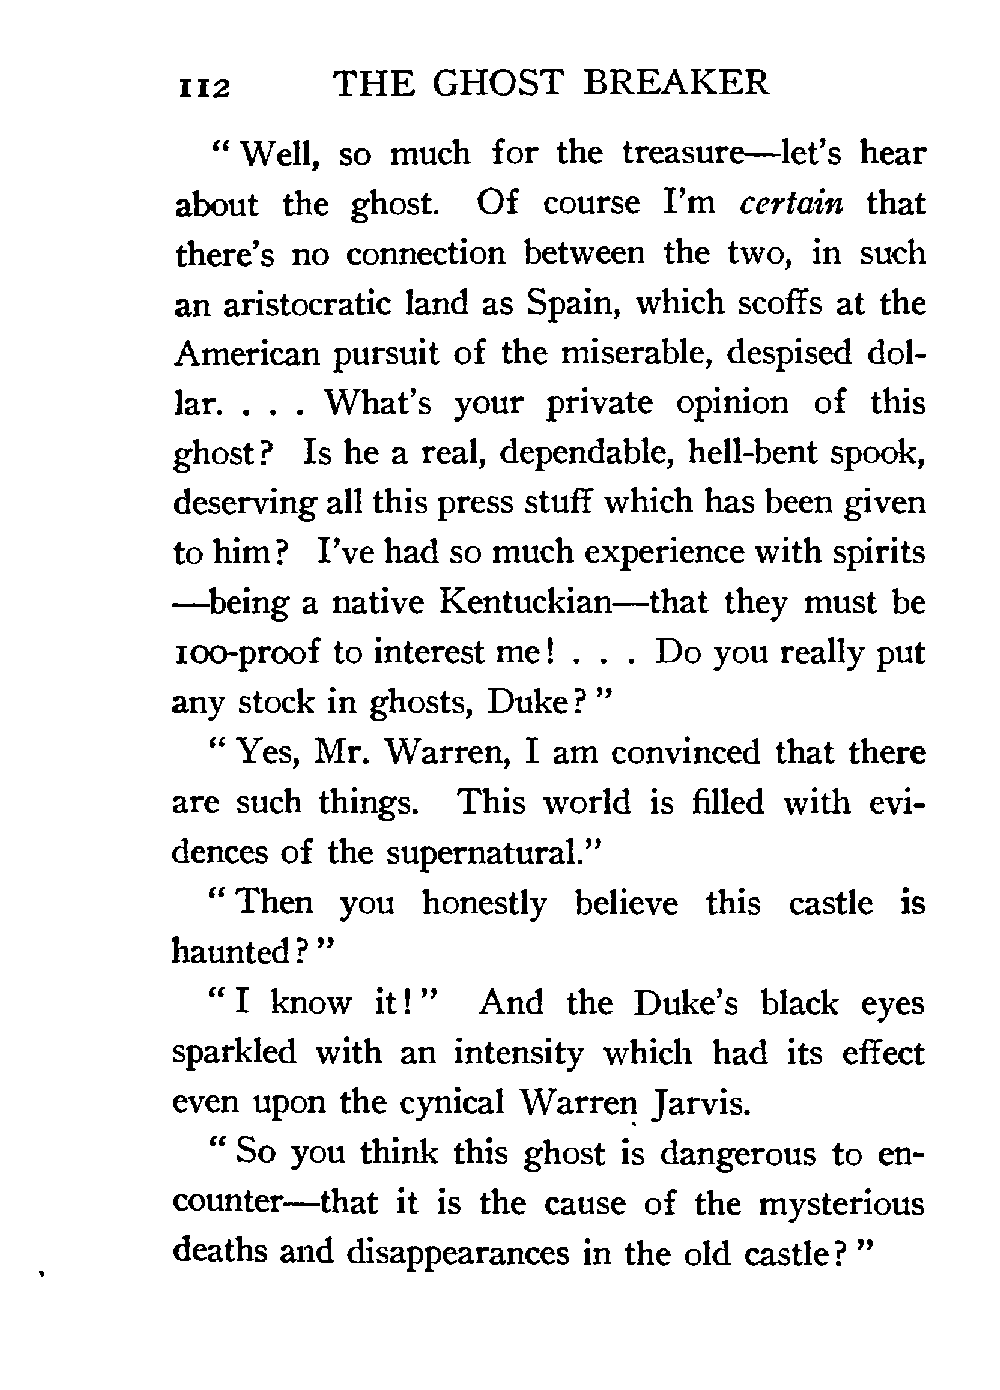 112 THE GHOST BREAKER
“ Well, so much for the treasure—let’s hear
about the ghost. Of course I’m certain that
there’s no connection between the two, in such
an aristocratic land as Spain, which scoffs at the
American pursuit of the miserable, despised dol-
lar. . . . What’s your private opinion of this
ghost? Is he a real, dependable, hell-bent spook,
deserving all this press stuff which has been given
to him? I’ve had so much experience with spirits
—being a native Kentuckian—that they must be
100-proof to interest me! . . . Do you really put
any stock in ghosts, Duke? ”
“ Yes, Mr. Warren, I am convinced that there
are such things. This world is filled with evi-
dences of the supernatural.”
“ Then you honestly believe this castle is
haunted? ”
“ I know it! ” And the Duke’s black eyes
sparkled with an intensity which had its effect
even upon the cynical Warren Jarvis.
“ So you think this ghost is dangerous to en-
counter—that it is the cause of the mysterious
deaths and disappearances in the old castle? ”